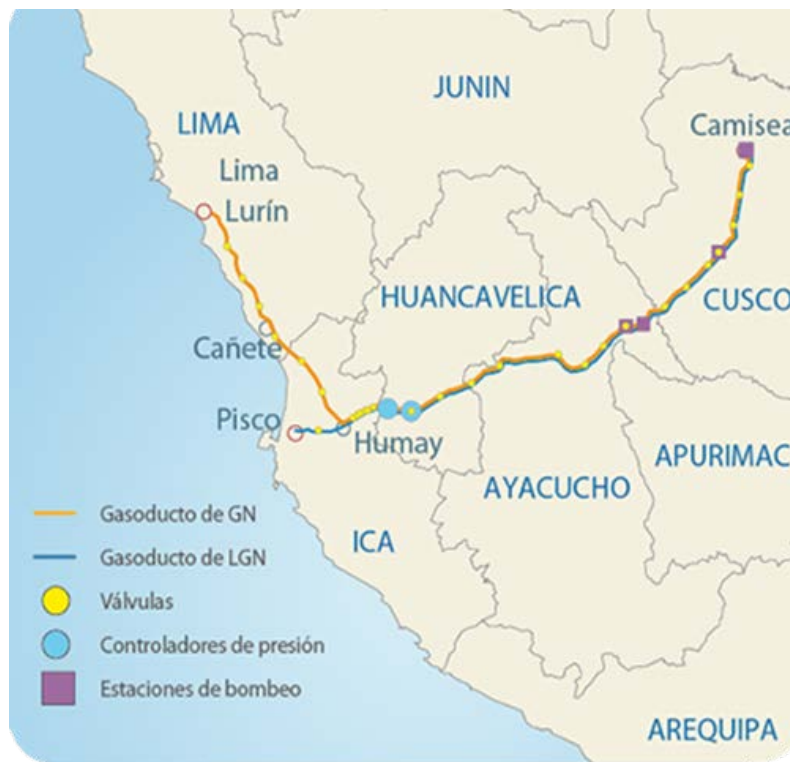 JUNIN
LIMA
Camisea
Lima
Lurín
HUANCAVELICA
CUSCO
Cañete
Pisco
Humay
APURIMAC
AYACUCHO
ICA
Gasoducto de GN
Gasoducto de LGN
Válvulas
Controladores de presión
Estaciones de bombeo
AREQUIPA